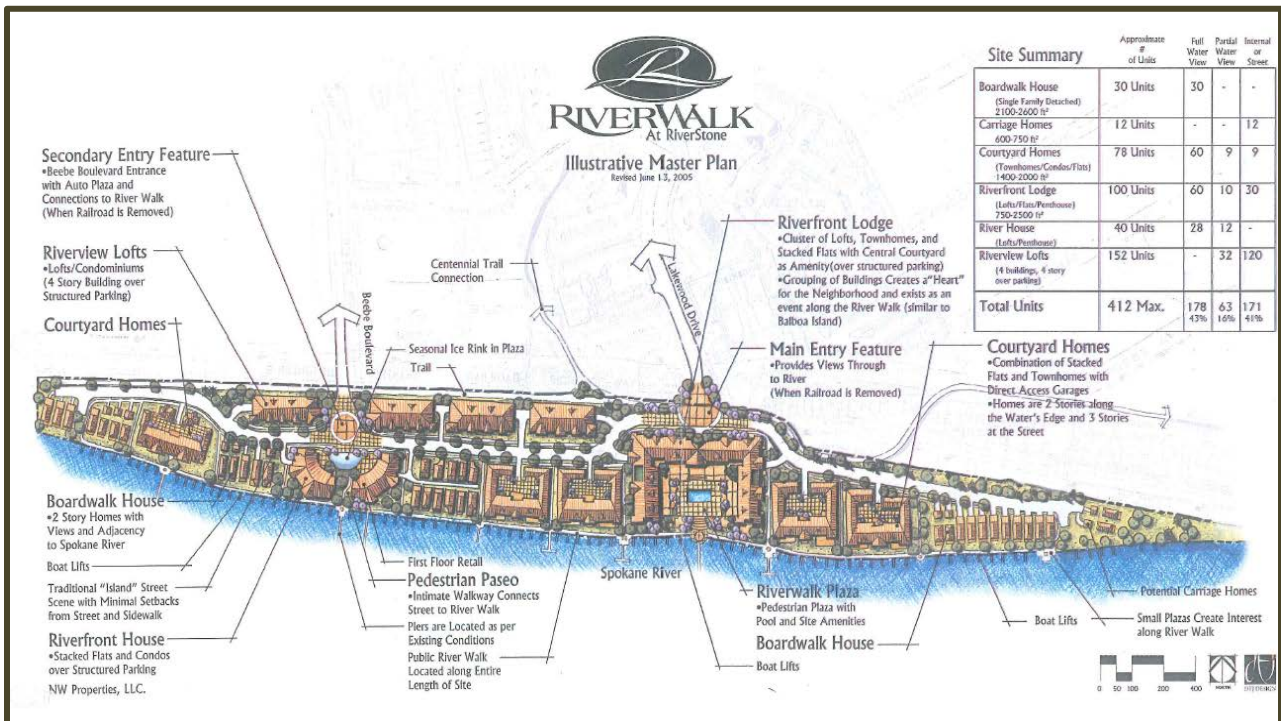 RIVERWALK
At RIVERSTONE
Illustrative Master Plan
Revised June 13, 2005
Site Summary
Approximate # of Units
Full Water View
Partial Water View
Internal or Street
Boardwalk House 30 Units 30 - -
(Single Family Detached)
2100-2600 ft²
Carriage Homes 12 Units - - 12
600-750 ft²
Courtyard Homes 78 Units 60 9 9
(Townhomes/Condos/Flats)
1400-2000 ft²
Riverfront Lodge 100 Units 60 10 30
(Lofts/Flats/Penthouse)
750-2500 ft²
River House 40 Units 28 12 -
(Lofts/Penthouse)
Riverview Lofts 152 Units - 32 120
(4 buildings, 4 story
over parking)
Total Units 412 Max. 178 63 171
43% 16% 41%
Secondary Entry Feature
•Beebe Boulevard Entrance
with Auto Plaza and
Connections to River Walk
(When Railroad Is Removed)
Riverview Lofts
•Lofts/Condominiums
(4 Story Building over
Structured Parking)
Courtyard Homes
Beebe Boulevard
Centennial Trail
Connection
Seasonal Ice Rink in Plaza
Trail
Lakewood Drive
Riverfront Lodge
•Cluster of Lofts, Townhomes, and
Stacked Flats with Central Courtyard
as Amenity(over structured parking)
•Grouping of Buildings Creates a"Heart"
for the Neighborhood and exists as an
event along the River Walk (similar to
Balboa Island)
Main Entry Feature
•Provides Views Through
to River
(When Railroad is Removed)
Courtyard Homes
•Combination of Stacked
Flats and Townhomes with
Direct Access Garages
•Homes are 2 Stories along
the Water's Edge and 3 Stories
at the Street
Boardwalk House
•2 Story Homes with
Views and Adjacency
to Spokane River
Boat Lifts
Traditional "Island" Street
Scene with Minimal Setbacks
from Street and Sidewalk
Riverfront House
•Stacked Flats and Condos
over Structured Parking
NW Properties, LLC.
First Floor Retail
Pedestrian Paseo
•Intimate Walkway Connects
Street to River Walk
Piers are Located as per
Existing Conditions
Public River Walk
Located along Entire
Length of Site
Spokane River
Riverwalk Plaza
•Pedestrian Plaza with
Pool and Site Amenities
Boardwalk House
Boat Lifts
Boat Lifts
Potential Carriage Homes
Small Plazas Create Interest
along River Walk
0 50 100 200 400
NORTH